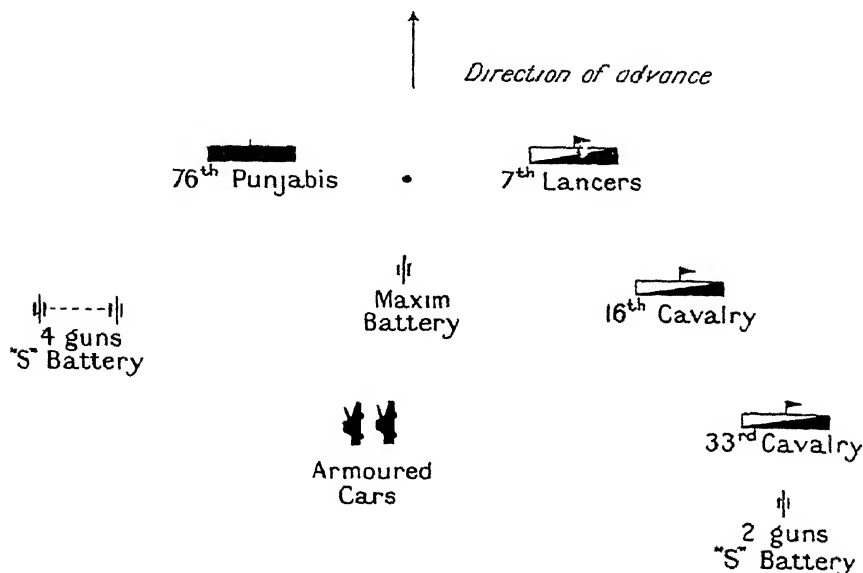 Direction of advance
76th Punjabis
7th Lancers
Maxim
Battery
16th Cavalry
4 guns
"S" Battery
33rd Cavalry
Armoured
Cars
2 guns
"S" Battery